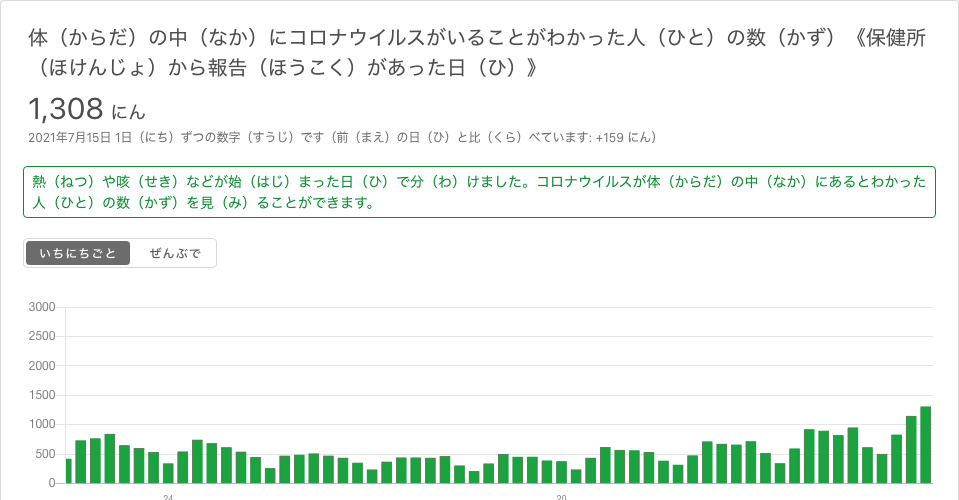 体（からだ）の中（なか）にコロナウイルスがいることがわかった人（ひと）の数（かず）《保健所
（ほけんじょ）から報告（ほうこく）があった日（ひ）》
1,308 にん
2021年7月15日 1日（にち）ずつの数字（すうじ）です（前（まえ）の日（ひ）と比（くら）べています: +159 にん）
熱（ねつ）や咳（せき）などが始（はじ）まった日（ひ）で分（わ）けました。コロナウイルスが体（からだ）の中（なか）にあるとわかった
人（ひと）の数（かず）を見（み）ることができます。
いちにちごと ぜんぶで
3000
2500
2000
1500
1000
500
0
24 20